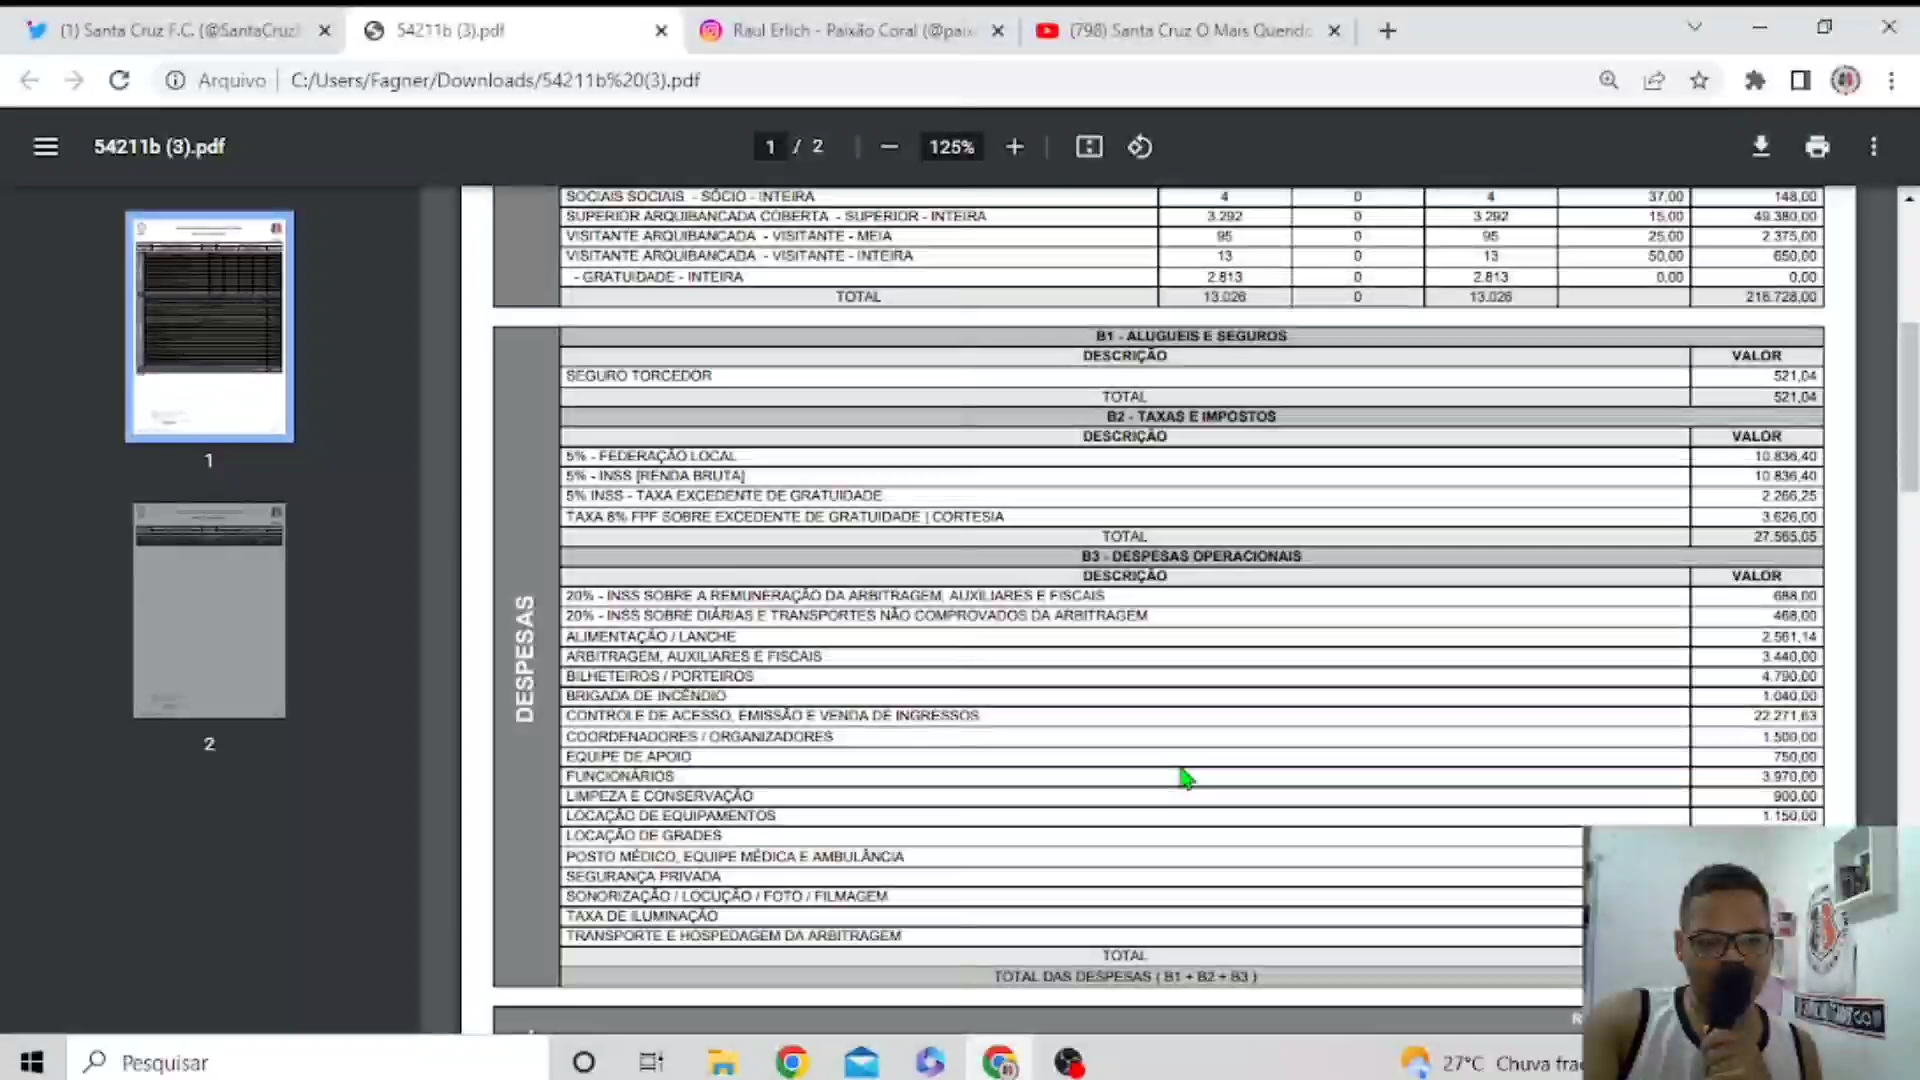 (1) Santa Cruz F.C. (@SantaCruz
54211b (3).pdf
Raul Erlich - Paixão Coral (@paix
(798) Santa Cruz O Mais Querido
Arquivo
C:/Users/Fagner/Downloads/54211b%20(3).pdf
54211b (3).pdf
1 / 2
125%
1
2
SOCIAIS SOCIAIS - SÓCIO - INTEIRA 4 0 4 37,00 148,00
SUPERIOR ARQUIBANCADA COBERTA - SUPERIOR - INTEIRA 3.292 0 3.292 15,00 49.380,00
VISITANTE ARQUIBANCADA - VISITANTE - MEIA 95 0 95 25,00 2.375,00
VISITANTE ARQUIBANCADA - VISITANTE - INTEIRA 13 0 13 50,00 650,00
- GRATUIDADE - INTEIRA 2.813 0 2.813 0,00 0,00
TOTAL 13.026 0 13.026 216.728,00
DESPESAS
B1 - ALUGUEIS E SEGUROS
DESCRIÇÃO VALOR
SEGURO TORCEDOR 521,04
TOTAL 521,04
B2 - TAXAS E IMPOSTOS
DESCRIÇÃO VALOR
5% - FEDERAÇÃO LOCAL 10.836,40
5% - INSS [RENDA BRUTA] 10.836,40
5% INSS - TAXA EXCEDENTE DE GRATUIDADE 2.266,25
TAXA 8% FPF SOBRE EXCEDENTE DE GRATUIDADE | CORTESIA 3.626,00
TOTAL 27.565,05
B3 - DESPESAS OPERACIONAIS
DESCRIÇÃO VALOR
20% - INSS SOBRE A REMUNERAÇÃO DA ARBITRAGEM, AUXILIARES E FISCAIS 688,00
20% - INSS SOBRE DIÁRIAS E TRANSPORTES NÃO COMPROVADOS DA ARBITRAGEM 468,00
ALIMENTAÇÃO / LANCHE 2.561,14
ARBITRAGEM, AUXILIARES E FISCAIS 3.440,00
BILHETEIROS / PORTEIROS 4.790,00
BRIGADA DE INCÊNDIO 1.040,00
CONTROLE DE ACESSO, EMISSÃO E VENDA DE INGRESSOS 22.271,63
COORDENADORES / ORGANIZADORES 1.500,00
EQUIPE DE APOIO 750,00
FUNCIONÁRIOS 3.970,00
LIMPEZA E CONSERVAÇÃO 900,00
LOCAÇÃO DE EQUIPAMENTOS 1.150,00
LOCAÇÃO DE GRADES
POSTO MÉDICO, EQUIPE MÉDICA E AMBULÂNCIA
SEGURANÇA PRIVADA
SONORIZAÇÃO / LOCUÇÃO / FOTO / FILMAGEM
TAXA DE ILUMINAÇÃO
TRANSPORTE E HOSPEDAGEM DA ARBITRAGEM
TOTAL
TOTAL DAS DESPESAS ( B1 + B2 + B3 )
R
Pesquisar
27°C Chuva fra